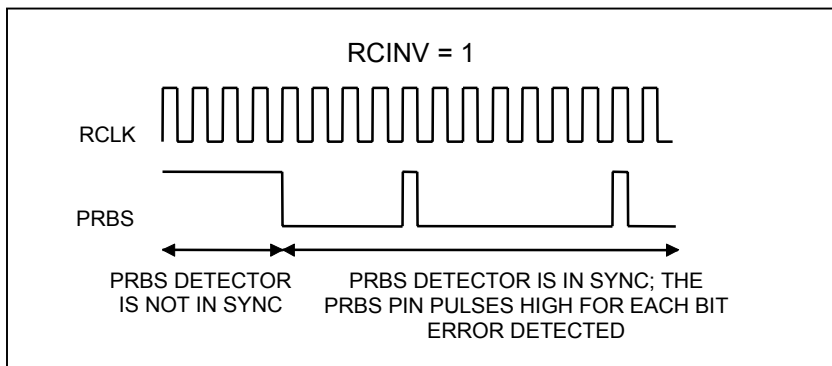 RCINV = 1
RCLK
PRBS
PRBS DETECTOR
IS NOT IN SYNC
PRBS DETECTOR IS IN SYNC; THE
PRBS PIN PULSES HIGH FOR EACH BIT
ERROR DETECTED